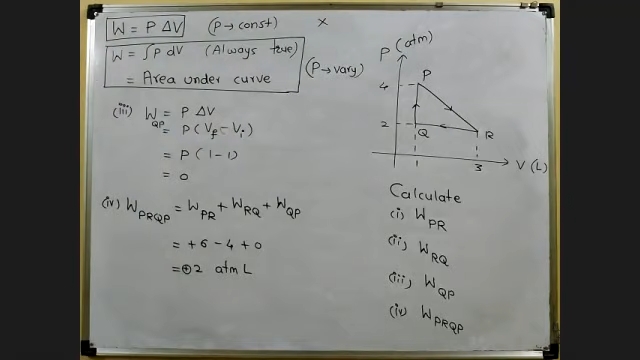 W = P ΔV (P → const) ×
W = ∫P dV (Always true)
= Area under curve (P → vary)
(iii) W_QP = P ΔV
= P(V_f - V_i)
= P(1-1)
= 0
(iv) W_PRQP = W_PR + W_RQ + W_QP
= +6 - 4 + 0
= ⊕2 atm L
P (atm)
4
P
2
Q
R
1
3
V (L)
Calculate
(i) W_PR
(ii) W_RQ
(iii) W_QP
(iv) W_PRQP